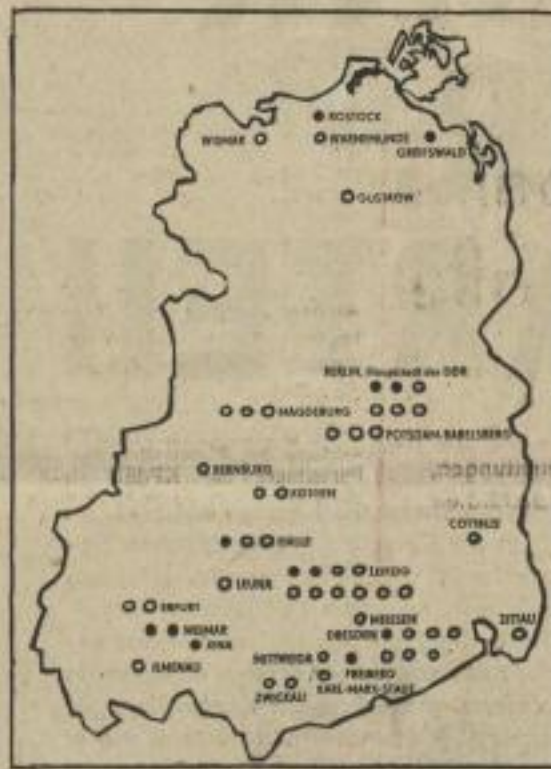 ROSTOCK
WISMAR
WARNEMÜNDE
GREIFSWALD
GÜSTROW
BERLIN, Hauptstadt der DDR
MAGDEBURG
POTSDAM-BABELSBERG
BERNBURG
KÖTHEN
COTTBUS
HALLE
LEIPZIG
LEUNA
MEISSEN
ERFURT
DRESDEN
ZITTAU
WEIMAR
JENA
MITTWEIDA
ILMENAU
FREIBERG
KARL-MARX-STADT
ZWICKAU